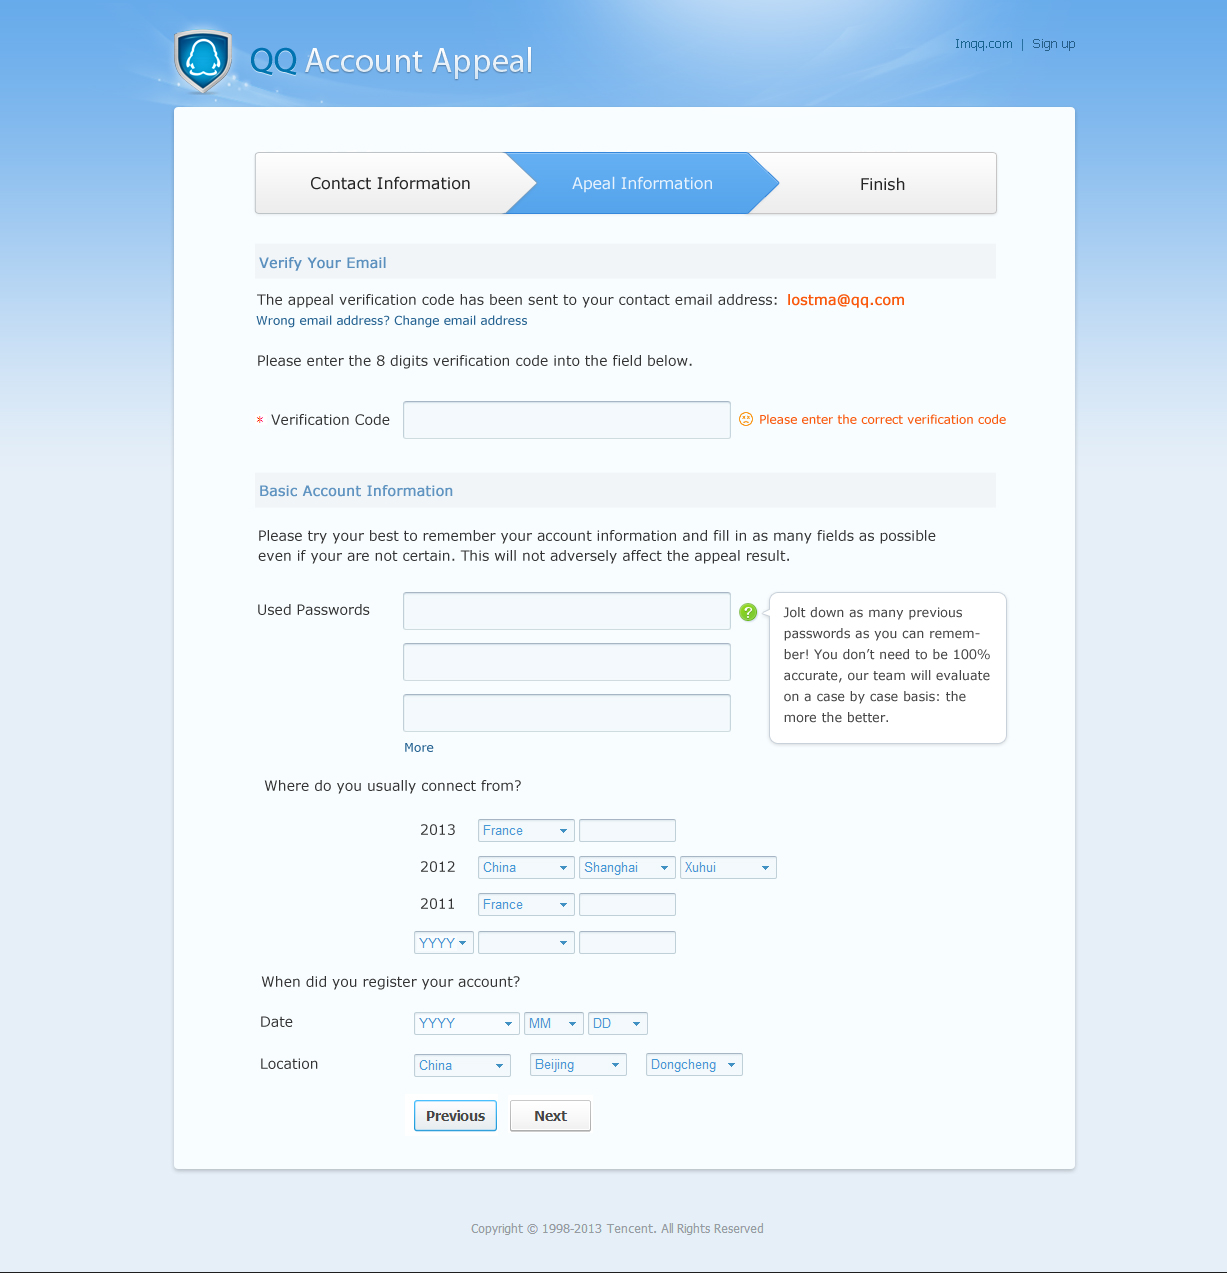 QQ Account Appeal
Imqq.com | Sign up
Contact Information
Apeal Information
Finish
Verify Your Email
The appeal verification code has been sent to your contact email address: lostma@qq.com
Wrong email address? Change email address
Please enter the 8 digits verification code into the field below.
* Verification Code
Please enter the correct verification code
Basic Account Information
Please try your best to remember your account information and fill in as many fields as possible
even if your are not certain. This will not adversely affect the appeal result.
Used Passwords
?
Jolt down as many previous
passwords as you can remem-
ber! You don’t need to be 100%
accurate, our team will evaluate
on a case by case basis: the
more the better.
More
Where do you usually connect from?
2013 France
2012 China Shanghai Xuhui
2011 France
YYYY
When did you register your account?
Date YYYY MM DD
Location China Beijing Dongcheng
Previous Next
Copyright © 1998-2013 Tencent. All Rights Reserved